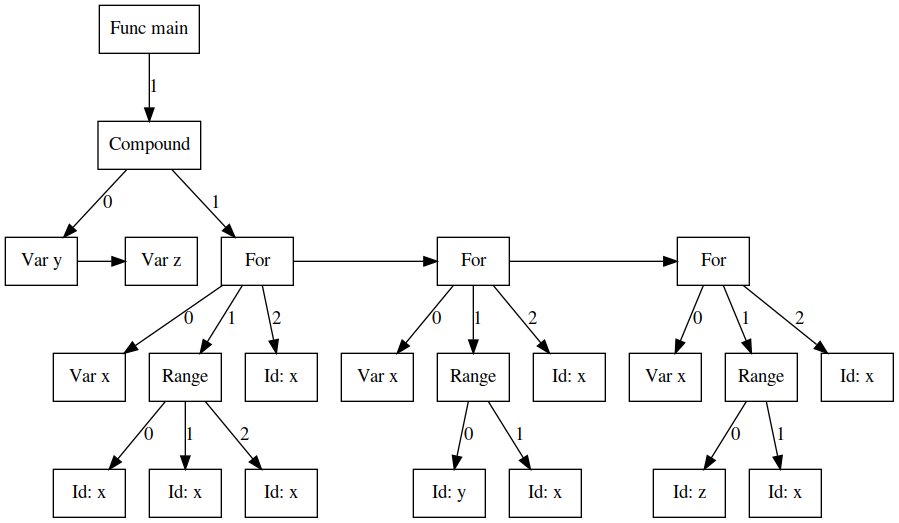 Func main
1
Compound
0
1
Var y
Var z
For
For
For
0
1
2
0
1
2
0
1
2
Var x
Range
Id: x
Var x
Range
Id: x
Var x
Range
Id: x
0
1
2
0
1
0
1
Id: x
Id: x
Id: x
Id: y
Id: x
Id: z
Id: x